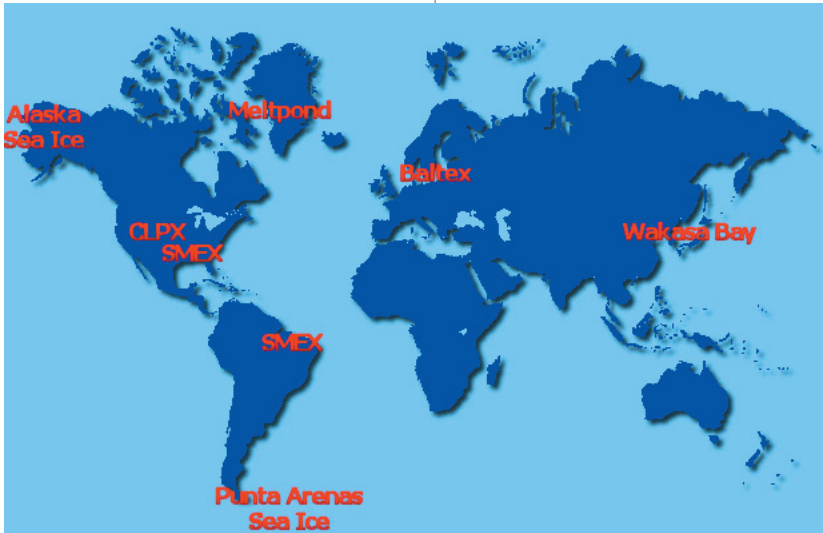 Alaska
Sea Ice
Meltpond
Baltex
CLPX
SMEX
Wakasa Bay
SMEX
Punta Arenas
Sea Ice